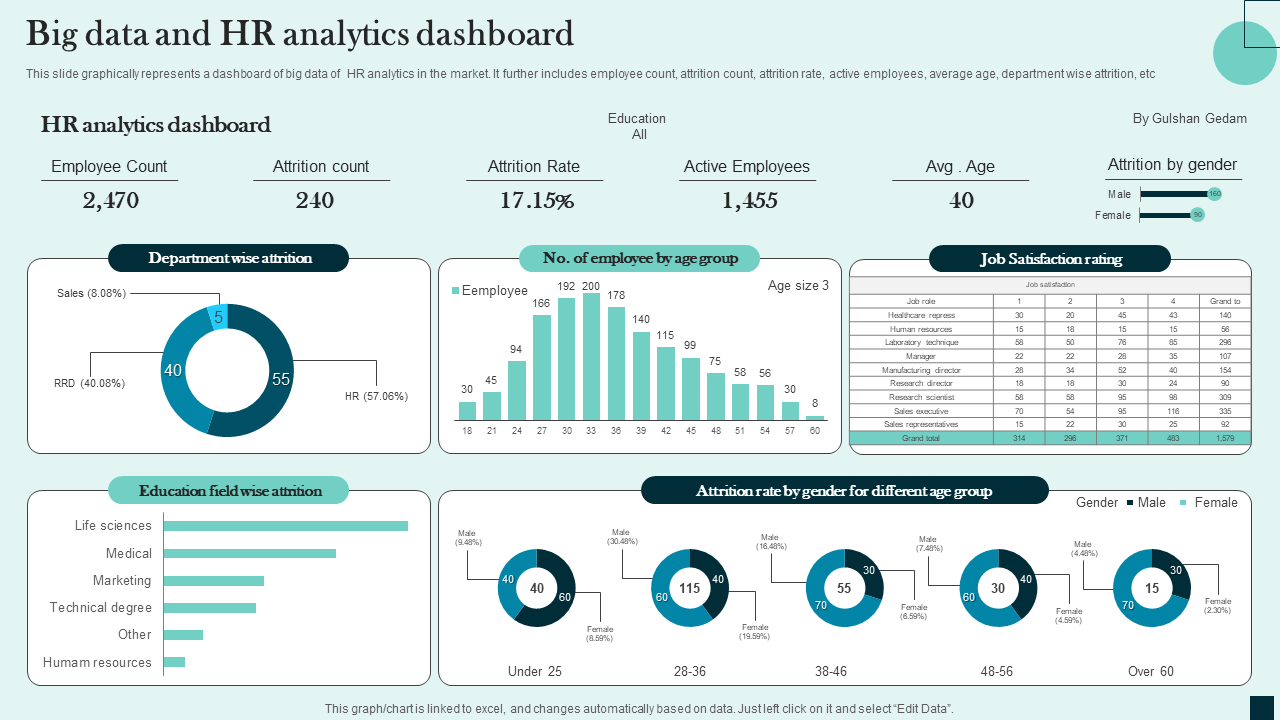 Big data and HR analytics dashboard
This slide graphically represents a dashboard of big data of HR analytics in the market. It further includes employee count, attrition count, attrition rate, active employees, average age, department wise attrition, etc
HR analytics dashboard
Education
All
By Gulshan Gedam
Employee Count
2,470
Attrition count
240
Attrition Rate
17.15%
Active Employees
1,455
Avg . Age
40
Attrition by gender
Male 160
Female 90
Department wise attrition
Sales (8.08%)
5
40
55
RRD (40.08%)
HR (57.06%)
No. of employee by age group
Eemployee
Age size 3
30 45 94 166 192 200 178 140 115 99 75 58 56 30 8
18 21 24 27 30 33 36 39 42 45 48 51 54 57 60
Job Satisfaction rating
Job satisfaction
Job role 1 2 3 4 Grand to
Healthcare repress 30 20 45 43 140
Human resources 15 18 15 15 56
Laboratory technique 58 50 76 85 296
Manager 22 22 28 35 107
Manufacturing director 28 34 52 40 154
Research director 18 18 30 24 90
Research scientist 58 58 95 98 309
Sales executive 70 54 95 116 335
Sales representatives 15 22 30 25 92
Grand total 314 296 371 483 1,579
Education field wise attrition
Life sciences
Medical
Marketing
Technical degree
Other
Humam resources
Attrition rate by gender for different age group
Gender Male Female
Male
(9.48%)
40
40
60
Female
(8.59%)
Under 25
Male
(30.48%)
40
115
60
Female
(19.59%)
28-36
Male
(16.48%)
30
55
70
Female
(6.59%)
38-46
Male
(7.48%)
40
30
60
Female
(4.59%)
48-56
Male
(4.48%)
30
15
70
Female
(2.30%)
Over 60
This graph/chart is linked to excel, and changes automatically based on data. Just left click on it and select “Edit Data”.